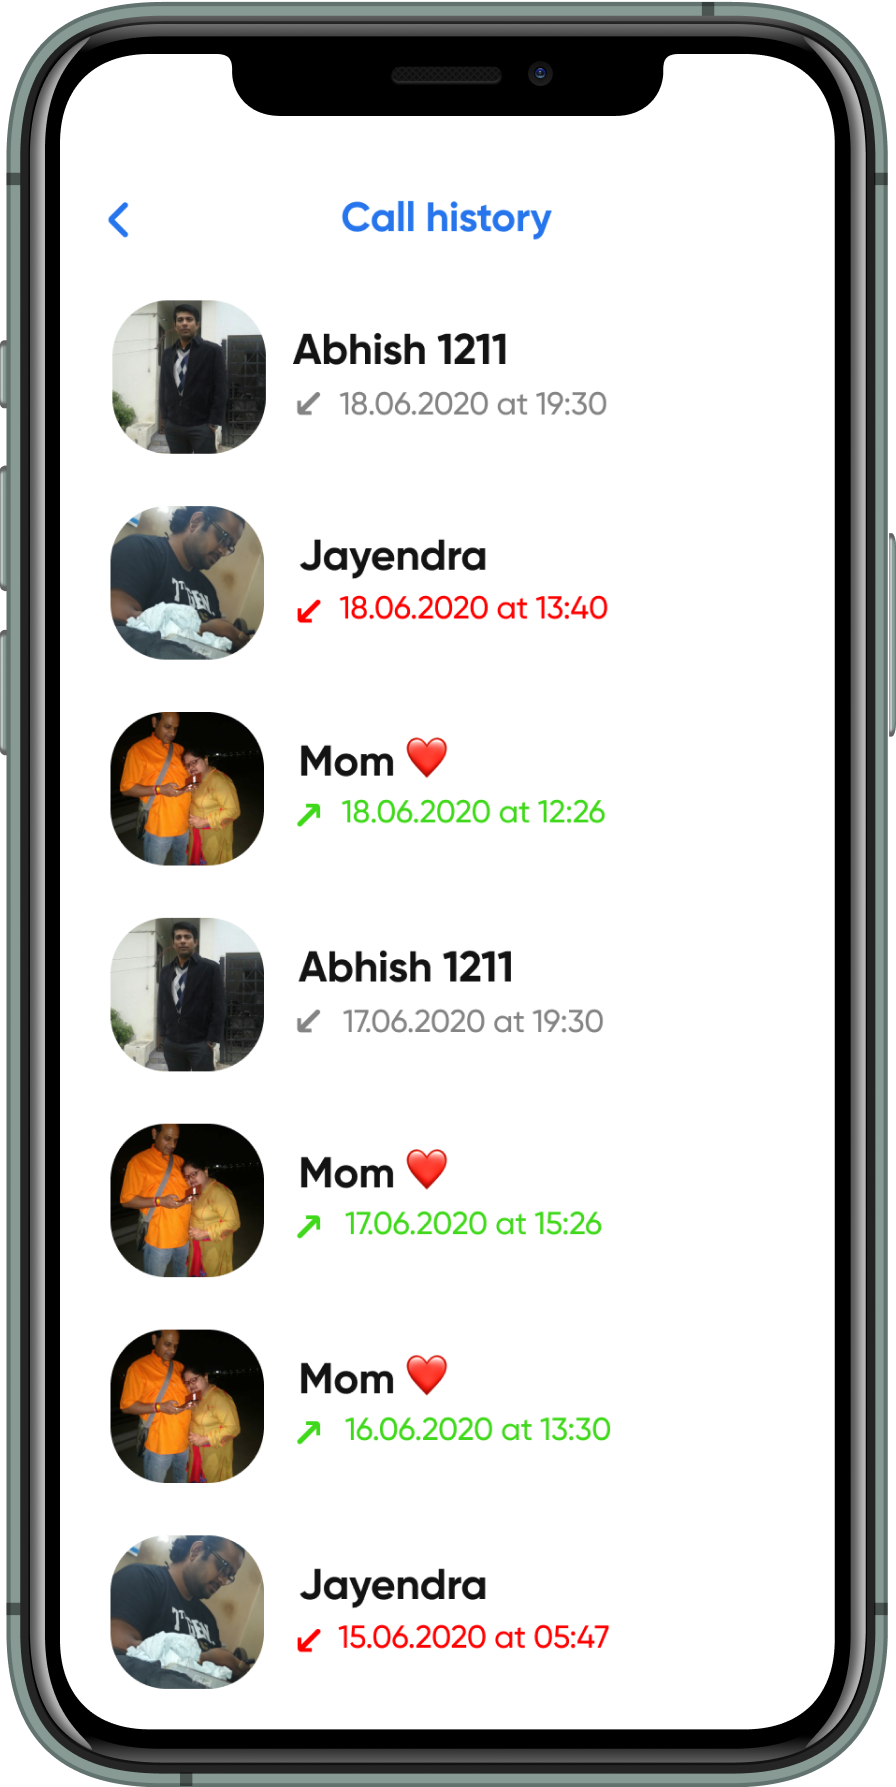 Call history
Abhish 1211
18.06.2020 at 19:30
Jayendra
18.06.2020 at 13:40
Mom ❤️
18.06.2020 at 12:26
Abhish 1211
17.06.2020 at 19:30
Mom ❤️
17.06.2020 at 15:26
Mom ❤️
16.06.2020 at 13:30
Jayendra
15.06.2020 at 05:47